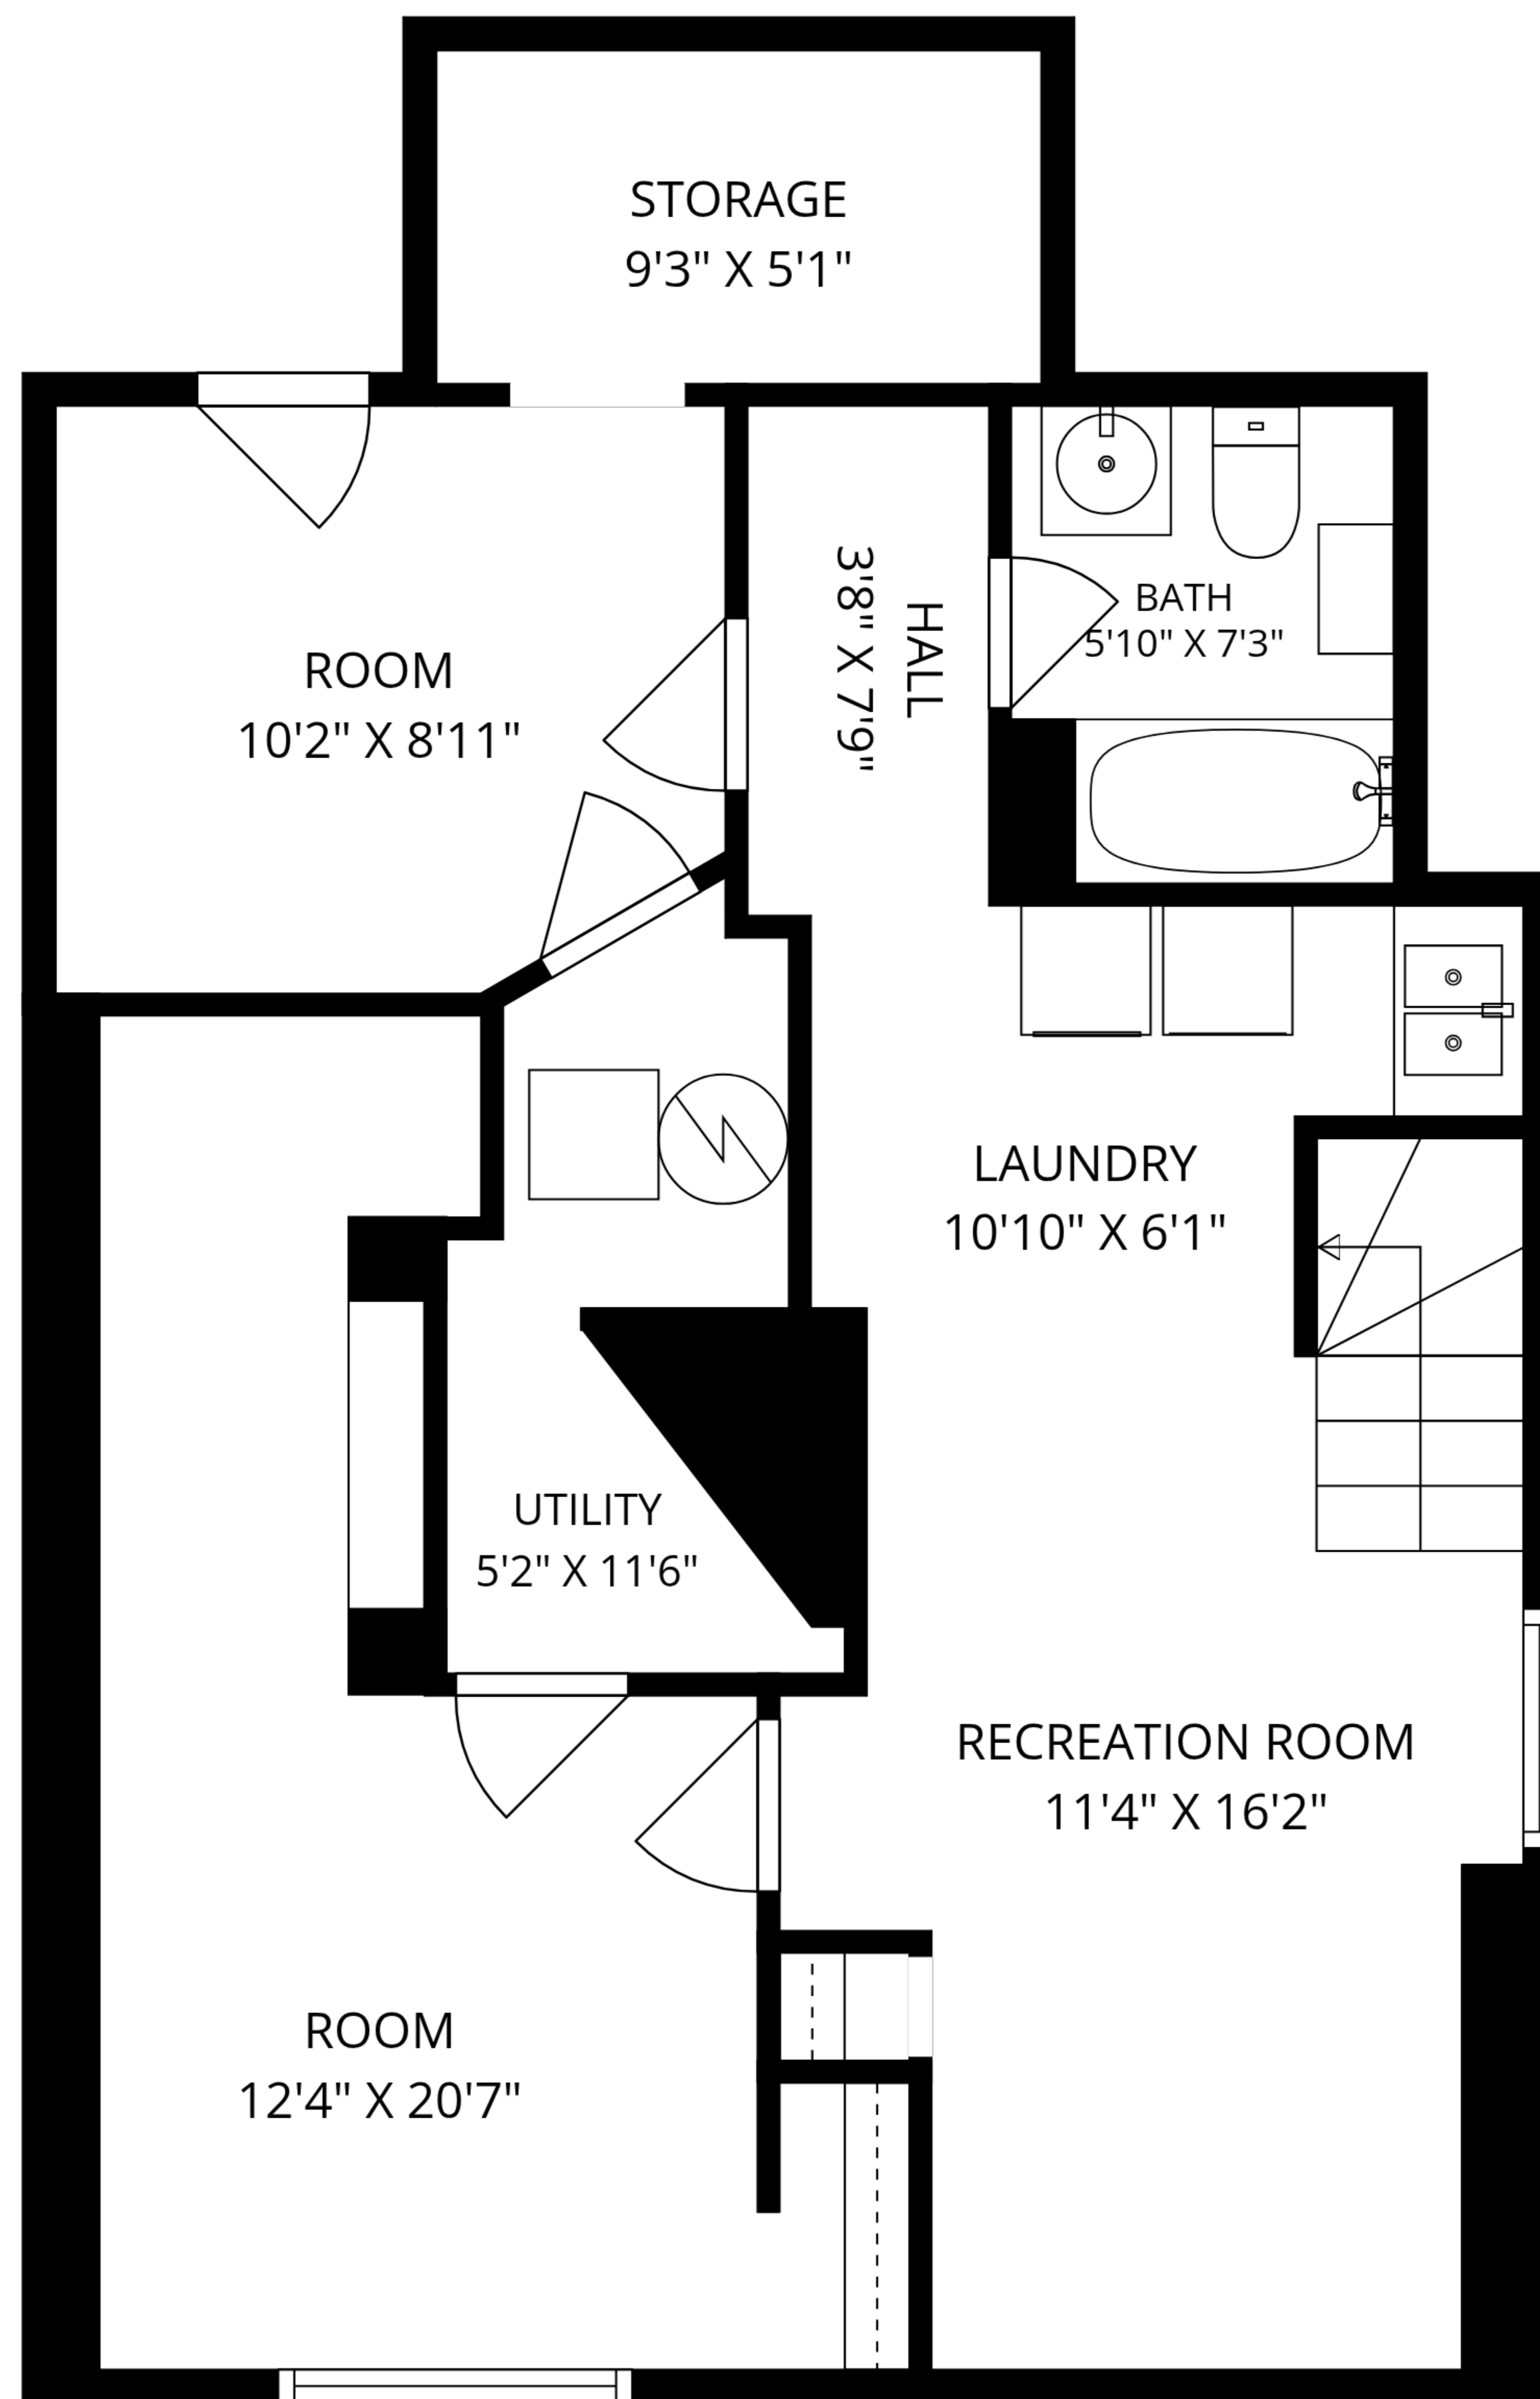 STORAGE
9'3" X 5'1"
ROOM
10'2" X 8'11"
HALL
3'8" X 7'9"
BATH
5'10" X 7'3"
LAUNDRY
10'10" X 6'1"
UTILITY
5'2" X 11'6"
RECREATION ROOM
11'4" X 16'2"
ROOM
12'4" X 20'7"